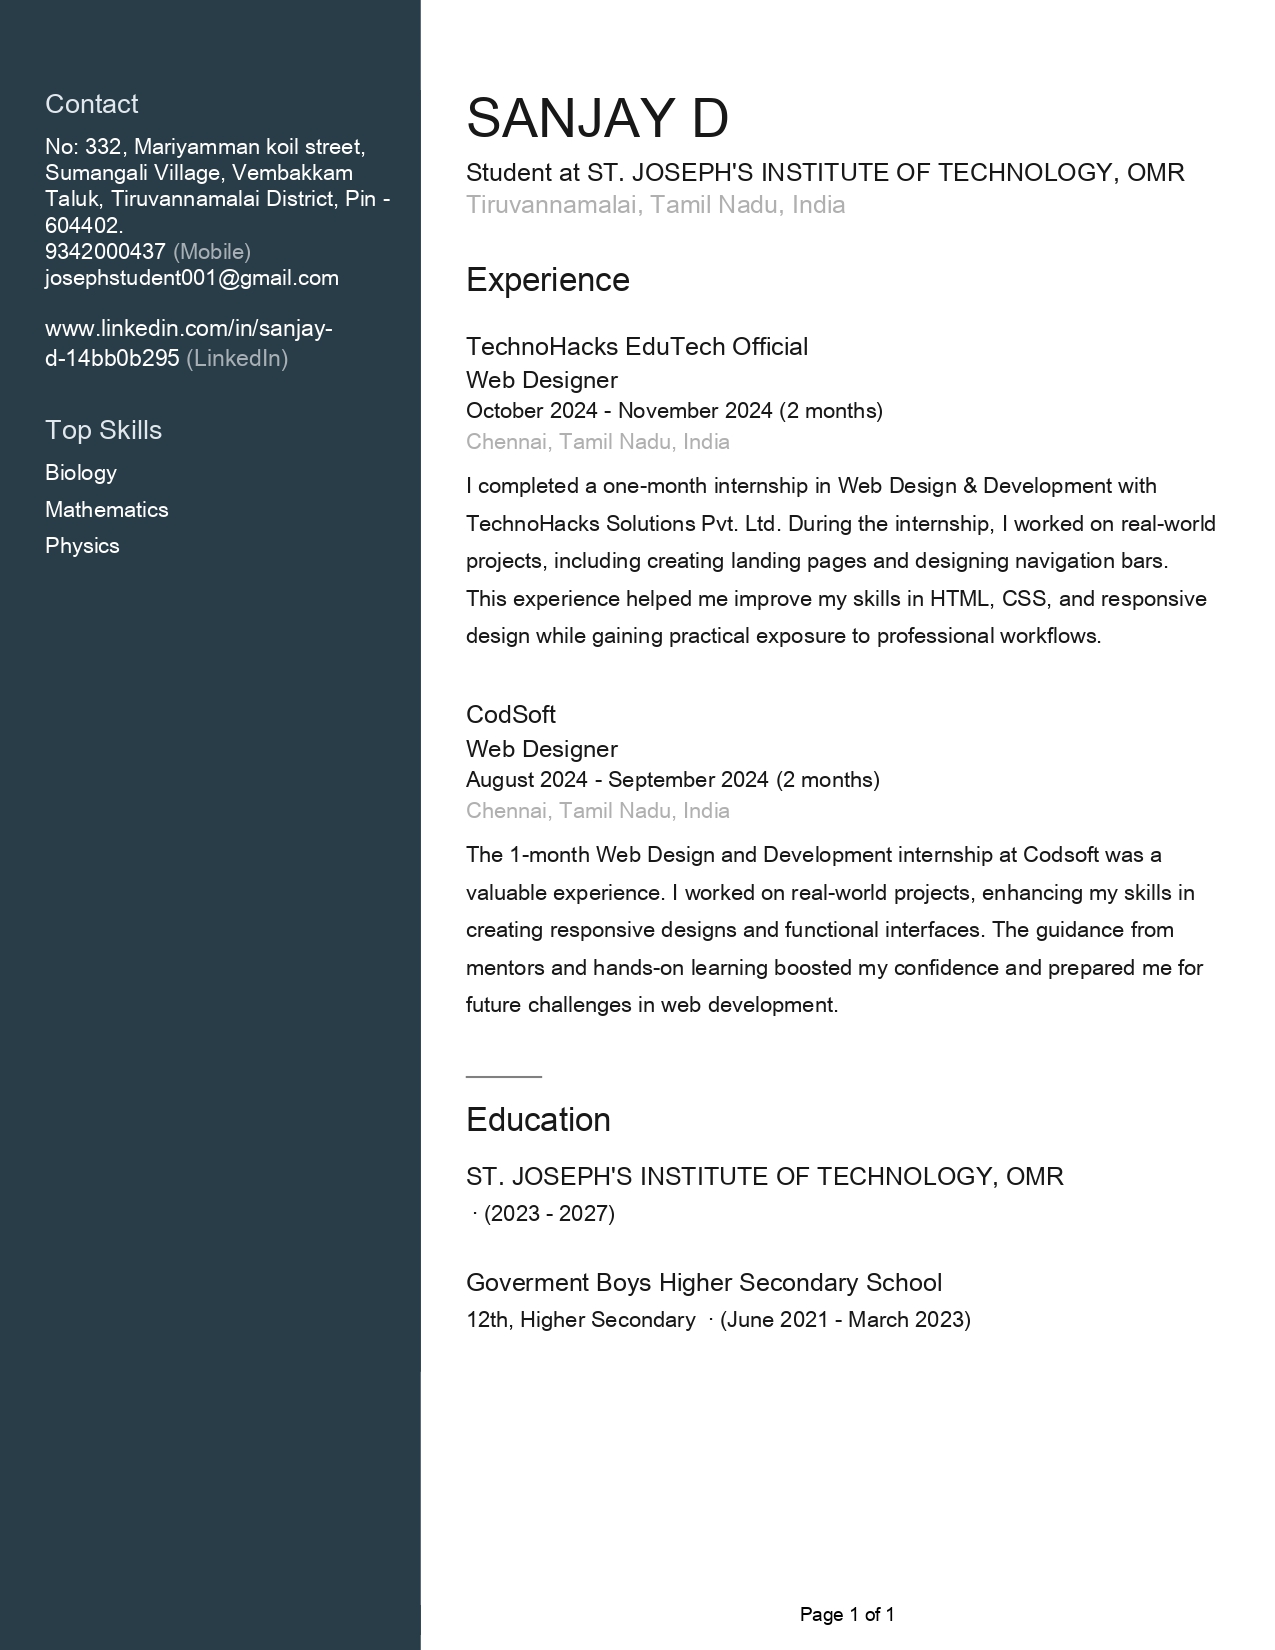 Contact
No: 332, Mariyamman koil street,
Sumangali Village, Vembakkam
Taluk, Tiruvannamalai District, Pin -
604402.
9342000437 (Mobile)
josephstudent001@gmail.com
www.linkedin.com/in/sanjay-
d-14bb0b295 (LinkedIn)
Top Skills
Biology
Mathematics
Physics
SANJAY D
Student at ST. JOSEPH'S INSTITUTE OF TECHNOLOGY, OMR
Tiruvannamalai, Tamil Nadu, India
Experience
TechnoHacks EduTech Official
Web Designer
October 2024 - November 2024 (2 months)
Chennai, Tamil Nadu, India
I completed a one-month internship in Web Design & Development with
TechnoHacks Solutions Pvt. Ltd. During the internship, I worked on real-world
projects, including creating landing pages and designing navigation bars.
This experience helped me improve my skills in HTML, CSS, and responsive
design while gaining practical exposure to professional workflows.
CodSoft
Web Designer
August 2024 - September 2024 (2 months)
Chennai, Tamil Nadu, India
The 1-month Web Design and Development internship at Codsoft was a
valuable experience. I worked on real-world projects, enhancing my skills in
creating responsive designs and functional interfaces. The guidance from
mentors and hands-on learning boosted my confidence and prepared me for
future challenges in web development.
Education
ST. JOSEPH'S INSTITUTE OF TECHNOLOGY, OMR
· (2023 - 2027)
Goverment Boys Higher Secondary School
12th, Higher Secondary · (June 2021 - March 2023)
Page 1 of 1